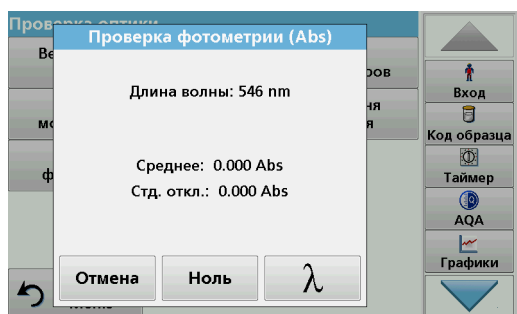 Проверка оптики
Проверка фотометрии (Abs)
Длина волны: 546 nm
Среднее: 0.000 Abs
Стд. откл.: 0.000 Abs
Отмена
Ноль
λ
Вход
Код образца
Таймер
AQA
Графики